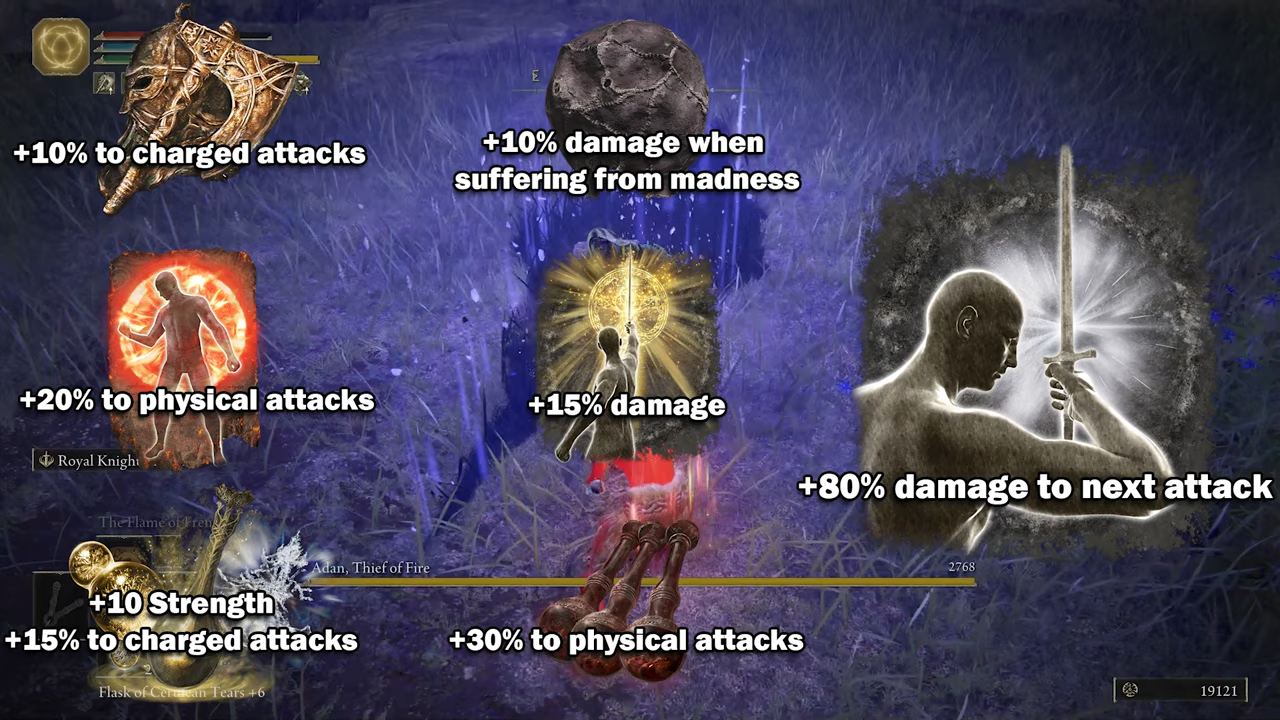 +10% to charged attacks
+10% damage when
suffering from madness
+20% to physical attacks
+15% damage
+80% damage to next attack
Royal Knight
The Flame of Fren
Adan, Thief of Fire
2768
+10 Strength
+15% to charged attacks
+30% to physical attacks
2
Flask of Cerulean Tears +6
19121